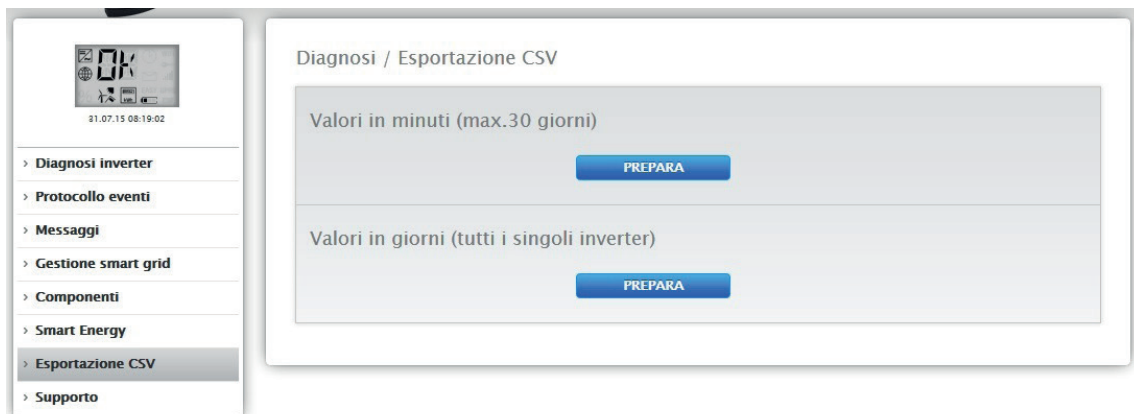 OK
31.07.15 08:19:02
› Diagnosi inverter
› Protocollo eventi
› Messaggi
› Gestione smart grid
› Componenti
› Smart Energy
› Esportazione CSV
› Supporto
Diagnosi / Esportazione CSV
Valori in minuti (max.30 giorni)
PREPARA
Valori in giorni (tutti i singoli inverter)
PREPARA